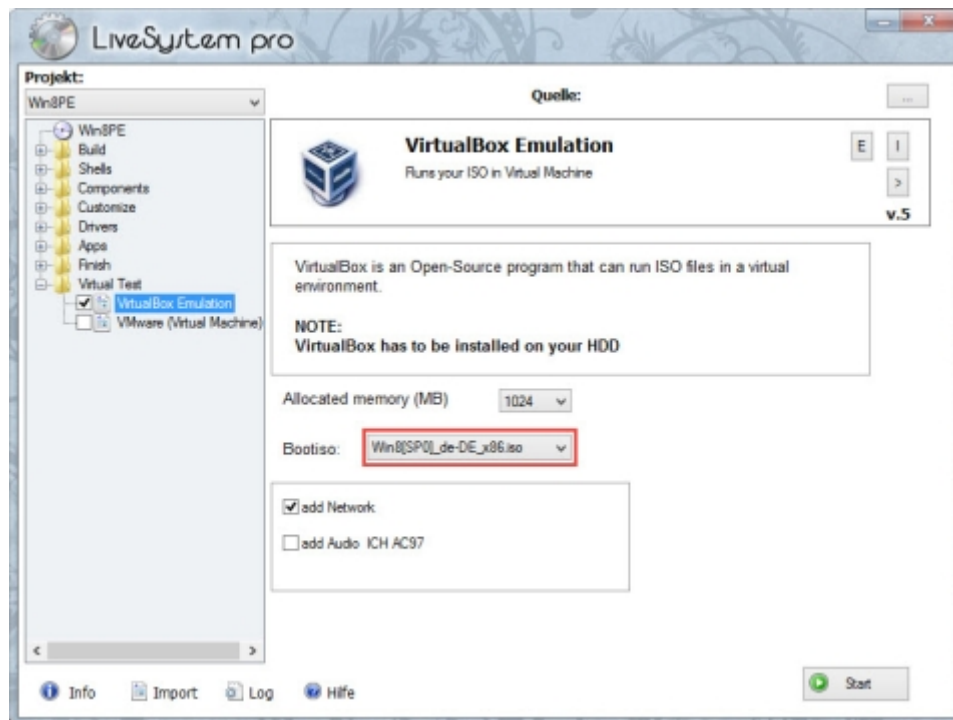 LiveSystem pro
Projekt:
Win8PE
Quelle:
...
Win8PE
Build
Shells
Components
Customize
Drivers
Apps
Finish
Virtual Test
VirtualBox Emulation
VMware (Virtual Machine)
VirtualBox Emulation
Runs your ISO in Virtual Machine
E
I
>
v.5
VirtualBox is an Open-Source program that can run ISO files in a virtual
environment.
NOTE:
VirtualBox has to be installed on your HDD
Allocated memory (MB)
1024
Bootiso:
Win8[SP0]_de-DE_x86.iso
add Network
add Audio ICH AC97
Info
Import
Log
Hilfe
Start